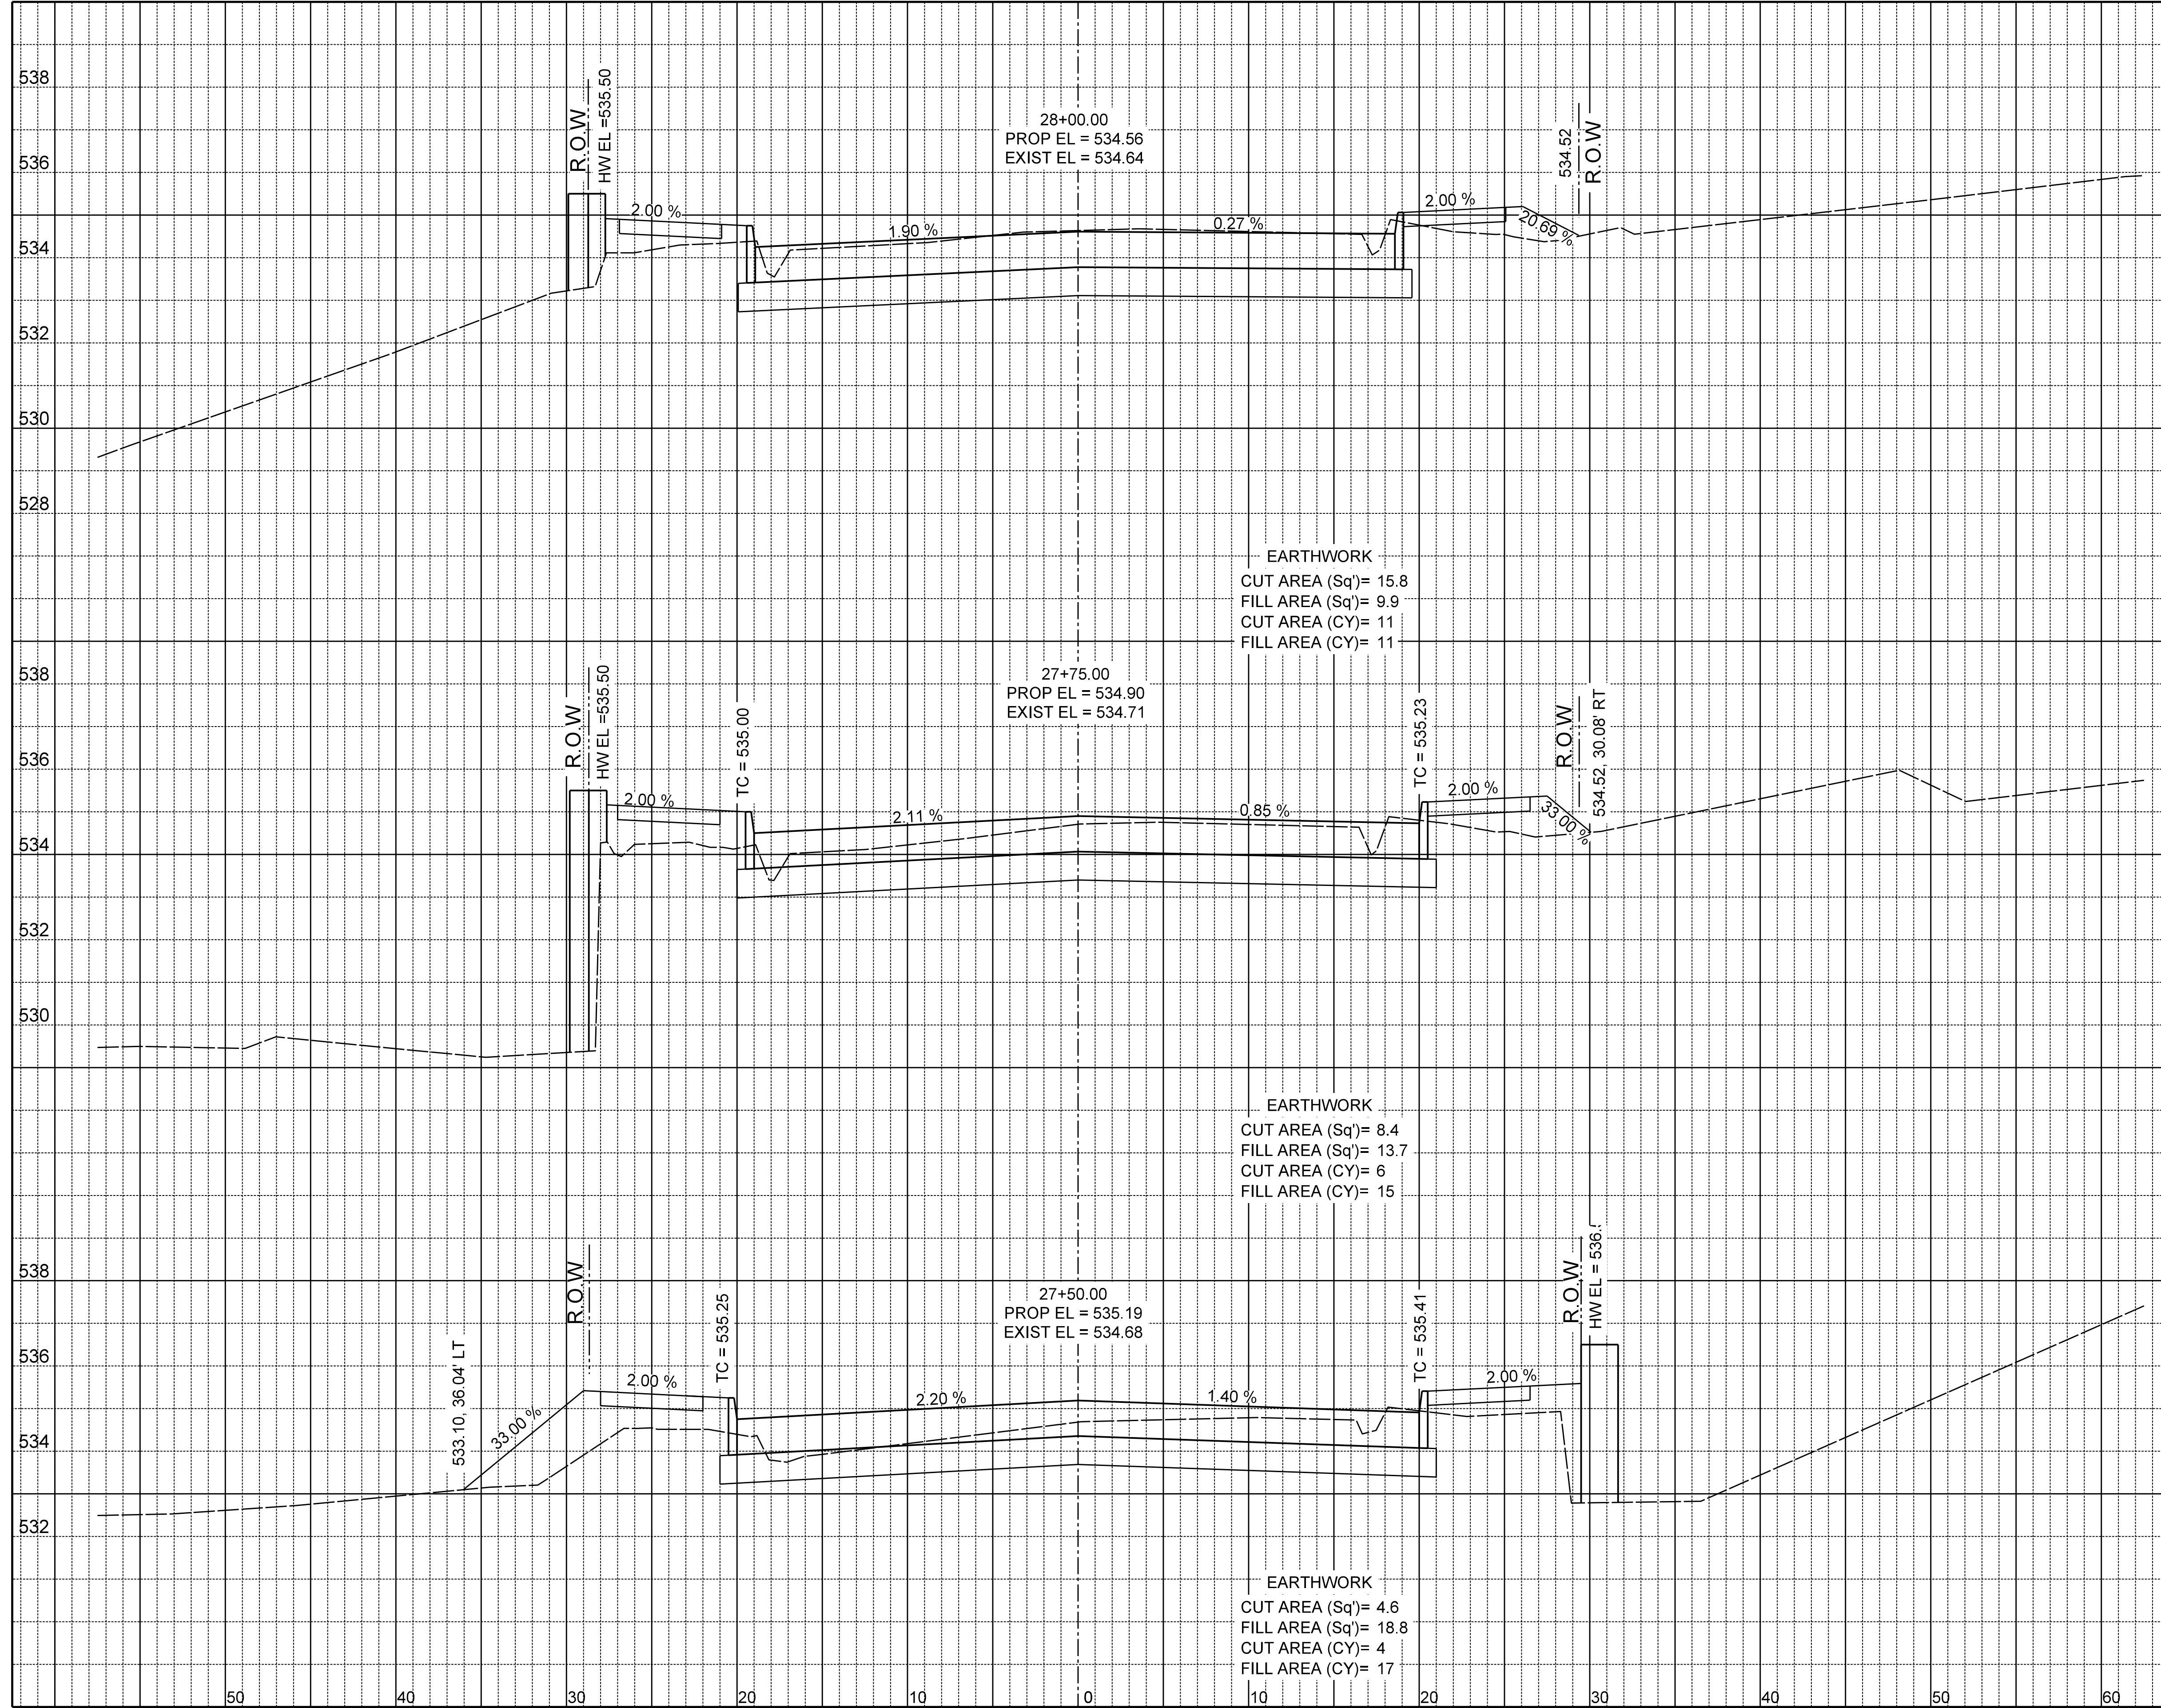 538
536
534
532
530
528
R.O.W
HW EL =535.50
28+00.00
PROP EL = 534.56
EXIST EL = 534.64
534.52
R.O.W
2.00 %
1.90 %
0.27 %
2.00 %
20.69 %
EARTHWORK
CUT AREA (Sq')= 15.8
FILL AREA (Sq')= 9.9
CUT AREA (CY)= 11
FILL AREA (CY)= 11
538
536
534
532
530
R.O.W
HW EL =535.50
TC = 535.00
27+75.00
PROP EL = 534.90
EXIST EL = 534.71
TC = 535.23
R.O.W
534.52, 30.08' RT
2.00 %
2.11 %
0.85 %
2.00 %
33.00 %
EARTHWORK
CUT AREA (Sq')= 8.4
FILL AREA (Sq')= 13.7
CUT AREA (CY)= 6
FILL AREA (CY)= 15
538
536
534
532
533.10, 36.04' LT
R.O.W
TC = 535.25
27+50.00
PROP EL = 535.19
EXIST EL = 534.68
TC = 535.41
R.O.W
HW EL = 536.
33.00 %
2.00 %
2.20 %
1.40 %
2.00 %
EARTHWORK
CUT AREA (Sq')= 4.6
FILL AREA (Sq')= 18.8
CUT AREA (CY)= 4
FILL AREA (CY)= 17
50 40 30 20 10 0 10 20 30 40 50 60